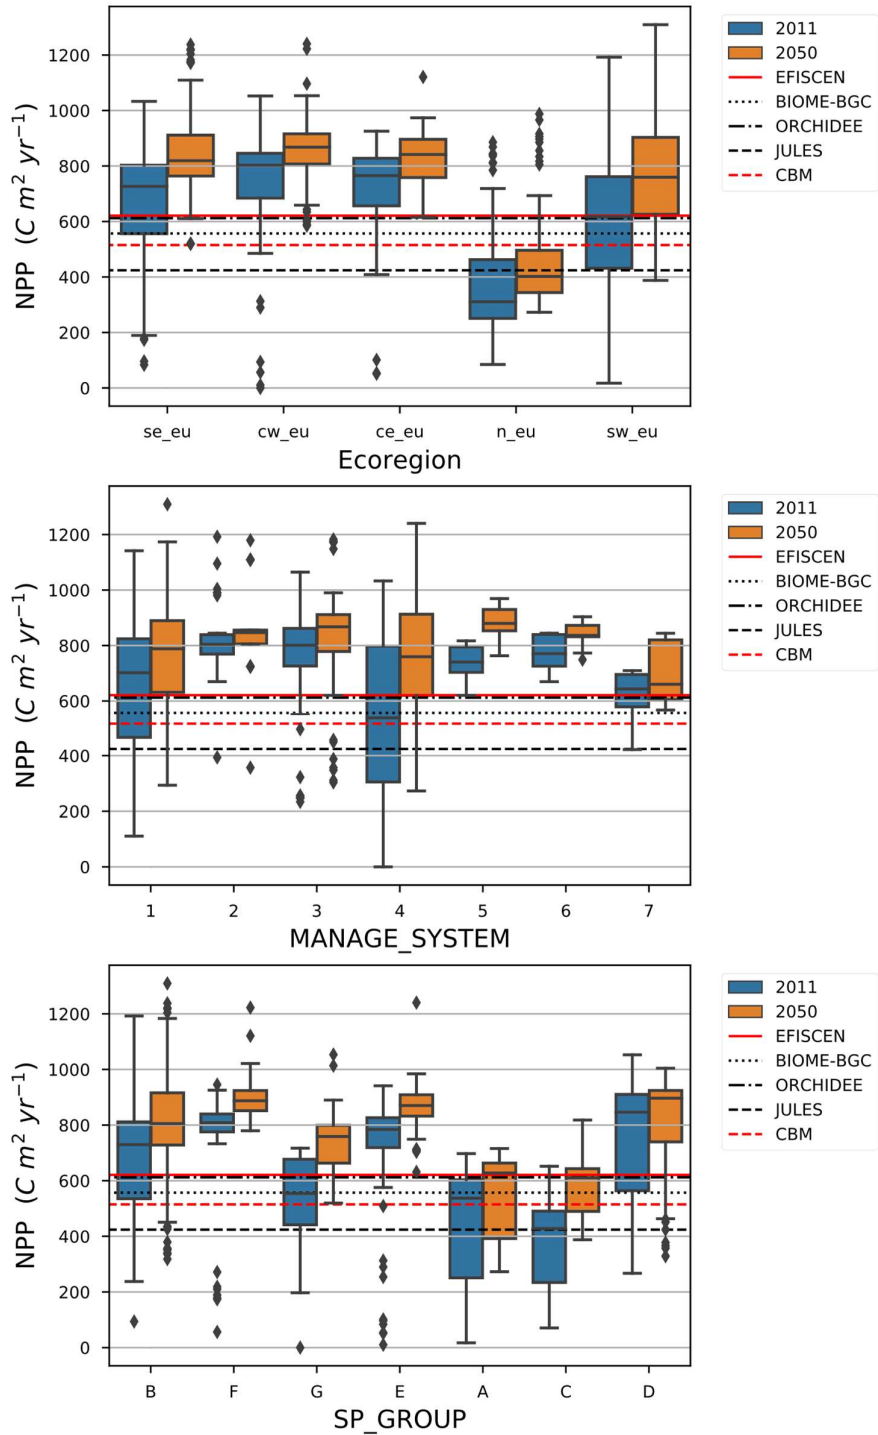 1200
1000
800
600
400
200
0
NPP (C m² yr⁻¹)
se_eu cw_eu ce_eu n_eu sw_eu
Ecoregion
2011
2050
EFISCEN
BIOME-BGC
ORCHIDEE
JULES
CBM
1200
1000
800
600
400
200
0
NPP (C m² yr⁻¹)
1 2 3 4 5 6 7
MANAGE_SYSTEM
2011
2050
EFISCEN
BIOME-BGC
ORCHIDEE
JULES
CBM
1200
1000
800
600
400
200
0
NPP (C m² yr⁻¹)
B F G E A C D
SP_GROUP
2011
2050
EFISCEN
BIOME-BGC
ORCHIDEE
JULES
CBM